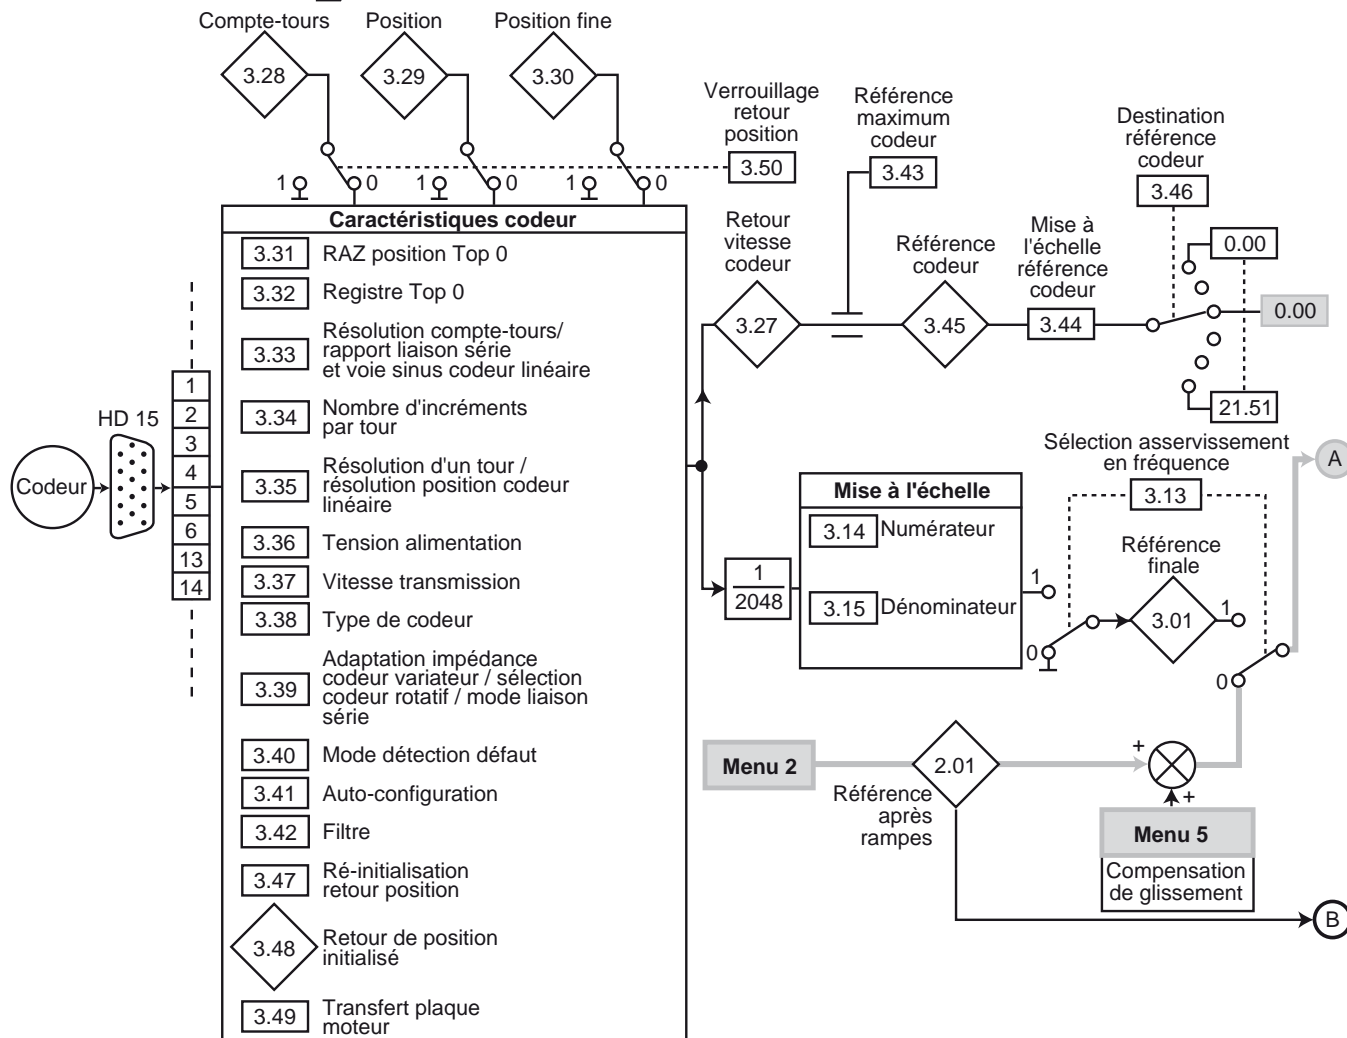 Compte-tours
Position
Position fine
3.28
3.29
3.30
Verrouillage
retour
position
3.50
Référence
maximum
codeur
3.43
Destination
référence
codeur
3.46
1
0
1
0
1
0
Caractéristiques codeur
3.31 RAZ position Top 0
3.32 Registre Top 0
3.33
Résolution compte-tours/
rapport liaison série
et voie sinus codeur linéaire
3.34
Nombre d'incréments
par tour
3.35
Résolution d'un tour /
résolution position codeur
linéaire
3.36 Tension alimentation
3.37 Vitesse transmission
3.38 Type de codeur
3.39
Adaptation impédance
codeur variateur / sélection
codeur rotatif / mode liaison
série
3.40 Mode détection défaut
3.41 Auto-configuration
3.42 Filtre
3.47
Ré-initialisation
retour position
3.48
Retour de position
initialisé
3.49
Transfert plaque
moteur
Codeur
HD 15
1
2
3
4
5
6
13
14
Retour
vitesse
codeur
3.27
Référence
codeur
3.45
Mise à
l'échelle
référence
codeur
3.44
0.00
0.00
21.51
Sélection asservissement
en fréquence
3.13
A
1
2048
Mise à l'échelle
3.14 Numérateur
3.15 Dénominateur
1
0
Référence
finale
3.01
1
0
Menu 2
2.01
Référence
après
rampes
+
+
Menu 5
Compensation
de glissement
B